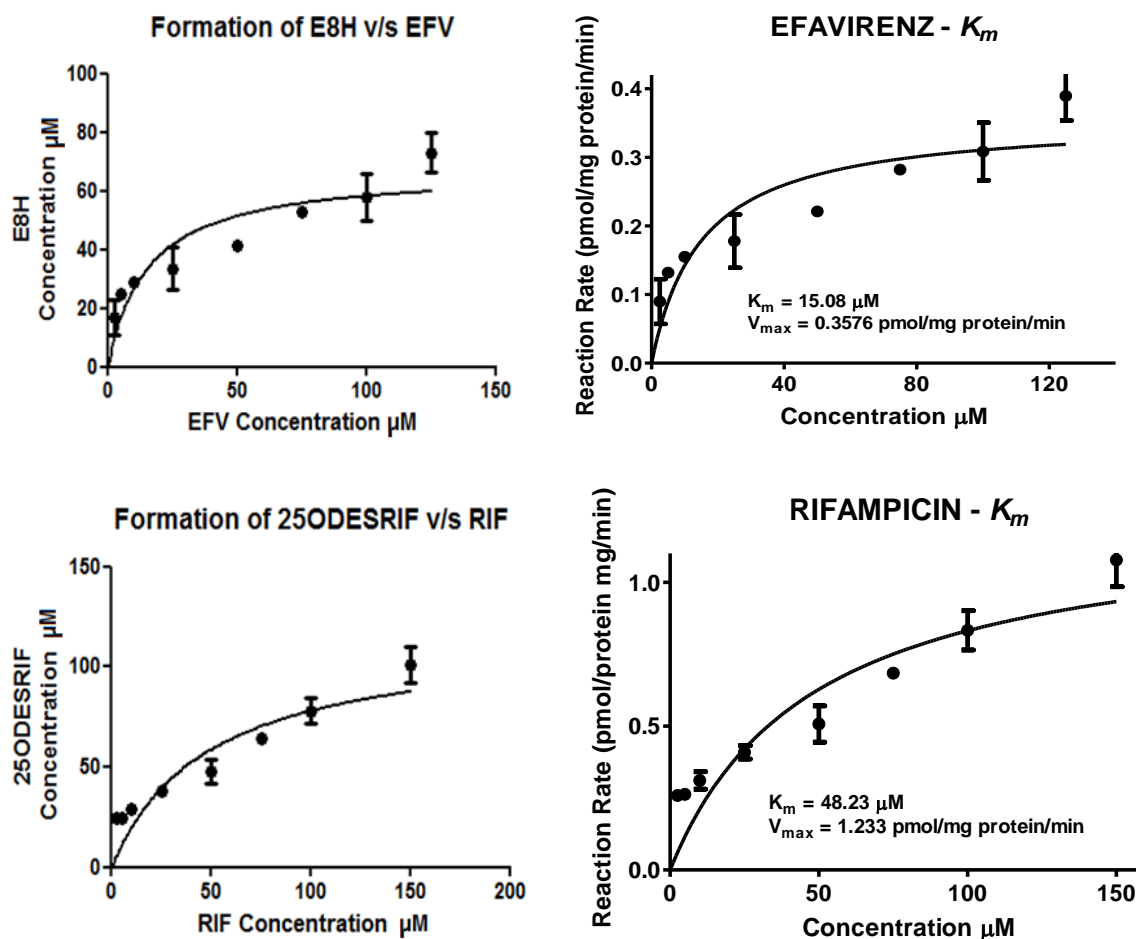 Formation of E8H v/s EFV
E8H
Concentration µM
100
80
60
40
20
0
0 50 100 150
EFV Concentration µM
EFAVIRENZ - Km
Reaction Rate (pmol/mg protein/min)
0.4
0.3
0.2
0.1
0.0
Km = 15.08 µM
Vmax = 0.3576 pmol/mg protein/min
0 40 80 120
Concentration µM
Formation of 25ODESRIF v/s RIF
25ODESRIF
Concentration µM
150
100
50
0
0 50 100 150 200
RIF Concentration µM
RIFAMPICIN - Km
Reaction Rate (pmol/protein mg/min)
1.0
0.5
0.0
Km = 48.23 µM
Vmax = 1.233 pmol/mg protein/min
0 50 100 150
Concentration µM